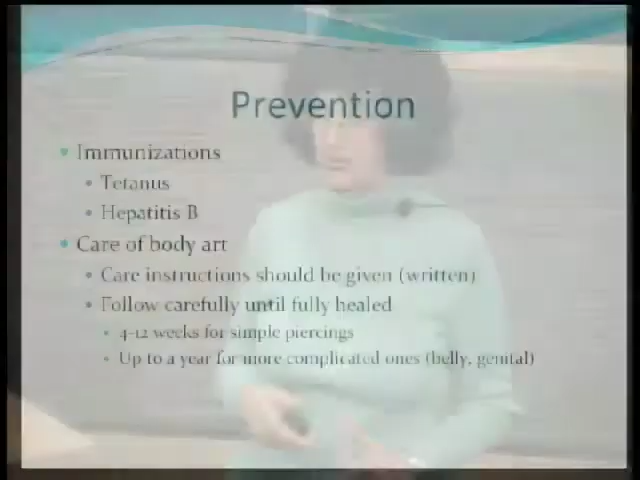 Prevention
Immunizations
Tetanus
Hepatitis B
Care of body art
Care instructions should be given (written)
Follow carefully until fully healed
4-12 weeks for simple piercings
Up to a year for more complicated ones (belly, genital)